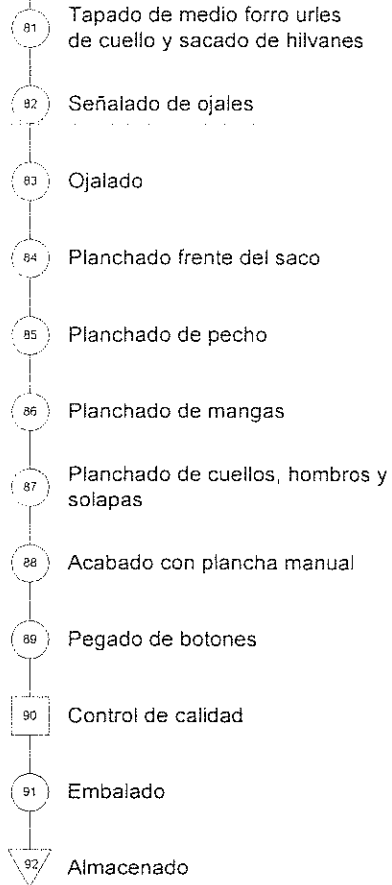 81 Tapado de medio forro urles
de cuello y sacado de hilvanes
82 Señalado de ojales
83 Ojalado
84 Planchado frente del saco
85 Planchado de pecho
86 Planchado de mangas
87 Planchado de cuellos, hombros y
solapas
88 Acabado con plancha manual
89 Pegado de botones
90 Control de calidad
91 Embalado
92 Almacenado